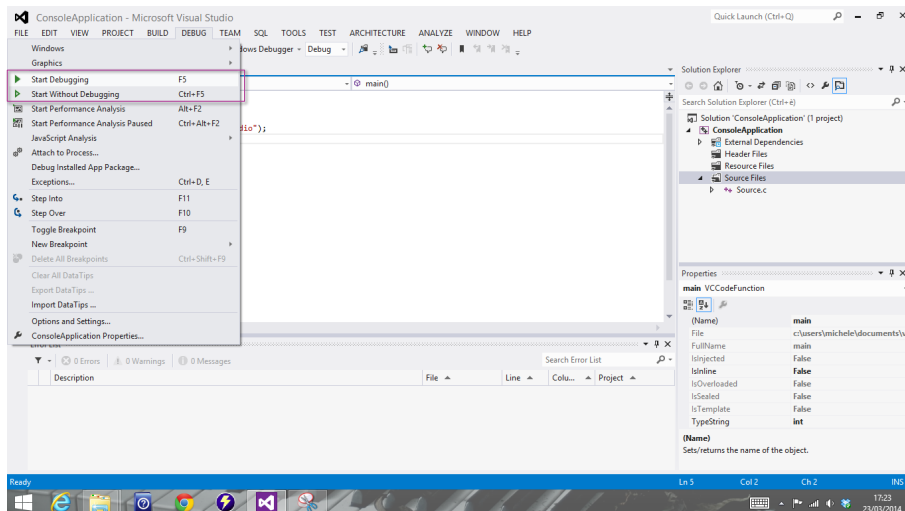 ConsoleApplication - Microsoft Visual Studio
Quick Launch (Ctrl+Q)
FILE EDIT VIEW PROJECT BUILD DEBUG TEAM SQL TOOLS TEST ARCHITECTURE ANALYZE WINDOW HELP
Windows
dows Debugger
Debug
Graphics
Start Debugging F5
Start Without Debugging Ctrl+F5
Start Performance Analysis Alt+F2
Start Performance Analysis Paused Ctrl+Alt+F2
JavaScript Analysis
Attach to Process...
Debug Installed App Package...
Exceptions... Ctrl+D, E
Step Into F11
Step Over F10
Toggle Breakpoint F9
New Breakpoint
Delete All Breakpoints Ctrl+Shift+F9
Clear All DataTips
Export DataTips ...
Import DataTips ...
Options and Settings...
ConsoleApplication Properties...
main()
dio");
Solution Explorer
Search Solution Explorer (Ctrl+è)
Solution 'ConsoleApplication' (1 project)
ConsoleApplication
External Dependencies
Header Files
Resource Files
Source Files
Source.c
Properties
main VCCodeFunction
(Name) main
File c:\users\michele\documents\v
FullName main
IsInjected False
IsInline False
IsOverloaded False
IsSealed False
IsTemplate False
TypeString int
(Name)
Sets/returns the name of the object.
Error List
0 Errors 0 Warnings 0 Messages
Search Error List
Description File Line Colu... Project
Ready
Ln 5 Col 2 Ch 2 INS
17:23
23/03/2014